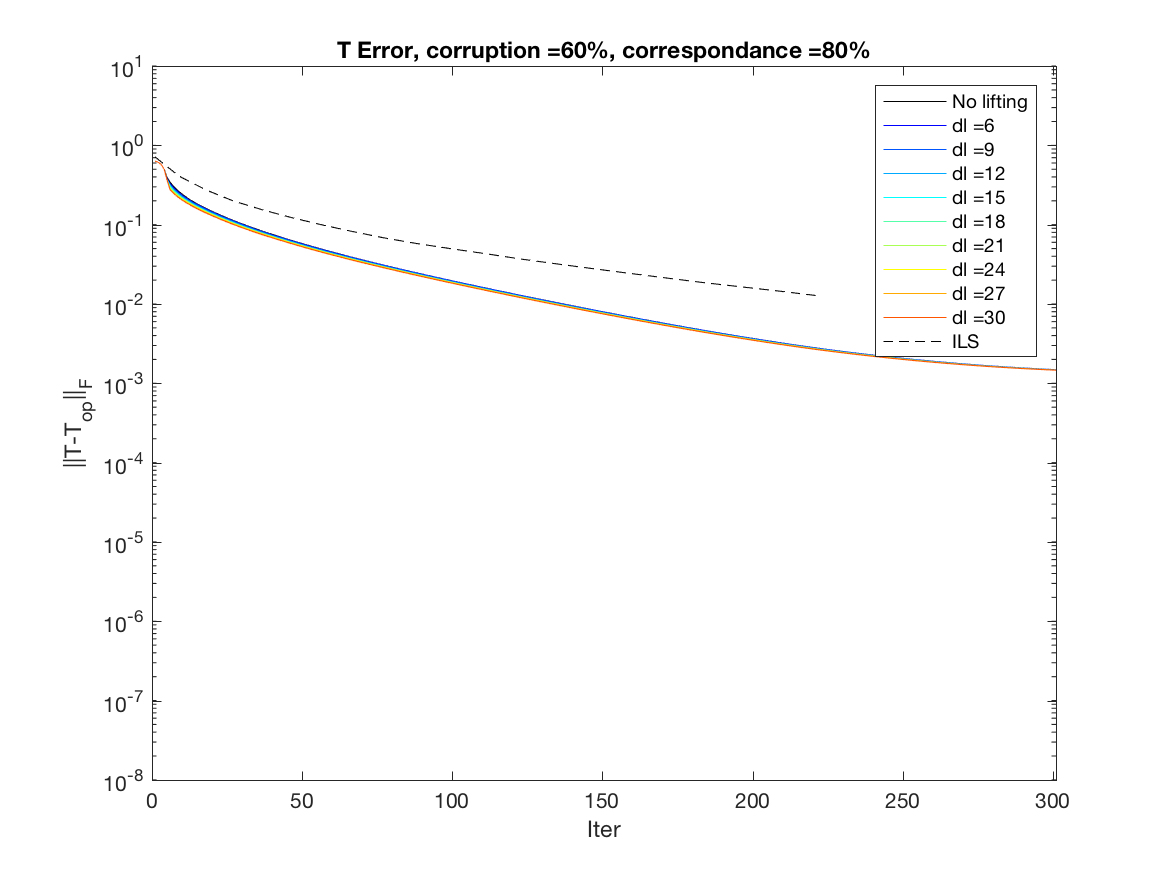 T Error, corruption =60%, correspondance =80%
10^1
10^0
10^-1
10^-2
10^-3
10^-4
10^-5
10^-6
10^-7
10^-8
||T-T_op||_F
No lifting
dl =6
dl =9
dl =12
dl =15
dl =18
dl =21
dl =24
dl =27
dl =30
ILS
0 50 100 150 200 250 300
Iter